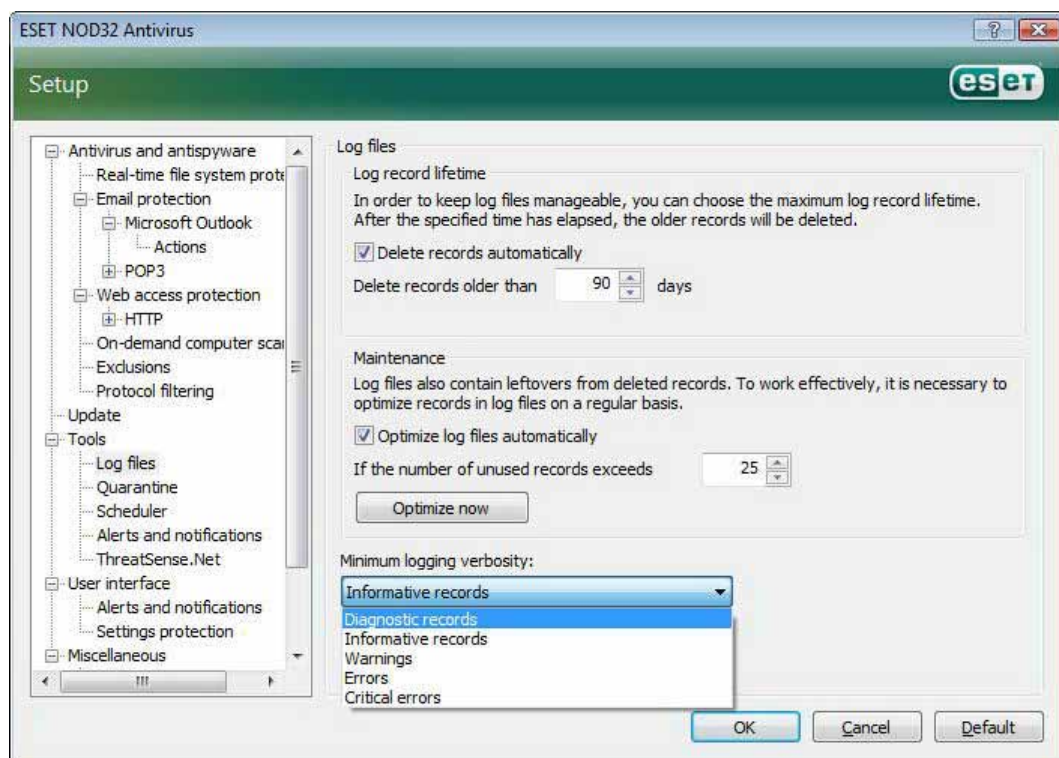 ESET NOD32 Antivirus
Setup
eset
Antivirus and antispyware
Real-time file system prote
Email protection
Microsoft Outlook
Actions
POP3
Web access protection
HTTP
On-demand computer scan
Exclusions
Protocol filtering
Update
Tools
Log files
Quarantine
Scheduler
Alerts and notifications
ThreatSense.Net
User interface
Alerts and notifications
Settings protection
Miscellaneous
Log files
Log record lifetime
In order to keep log files manageable, you can choose the maximum log record lifetime.
After the specified time has elapsed, the older records will be deleted.
Delete records automatically
Delete records older than 90 days
Maintenance
Log files also contain leftovers from deleted records. To work effectively, it is necessary to
optimize records in log files on a regular basis.
Optimize log files automatically
If the number of unused records exceeds 25
Optimize now
Minimum logging verbosity:
Informative records
Diagnostic records
Informative records
Warnings
Errors
Critical errors
OK Cancel Default